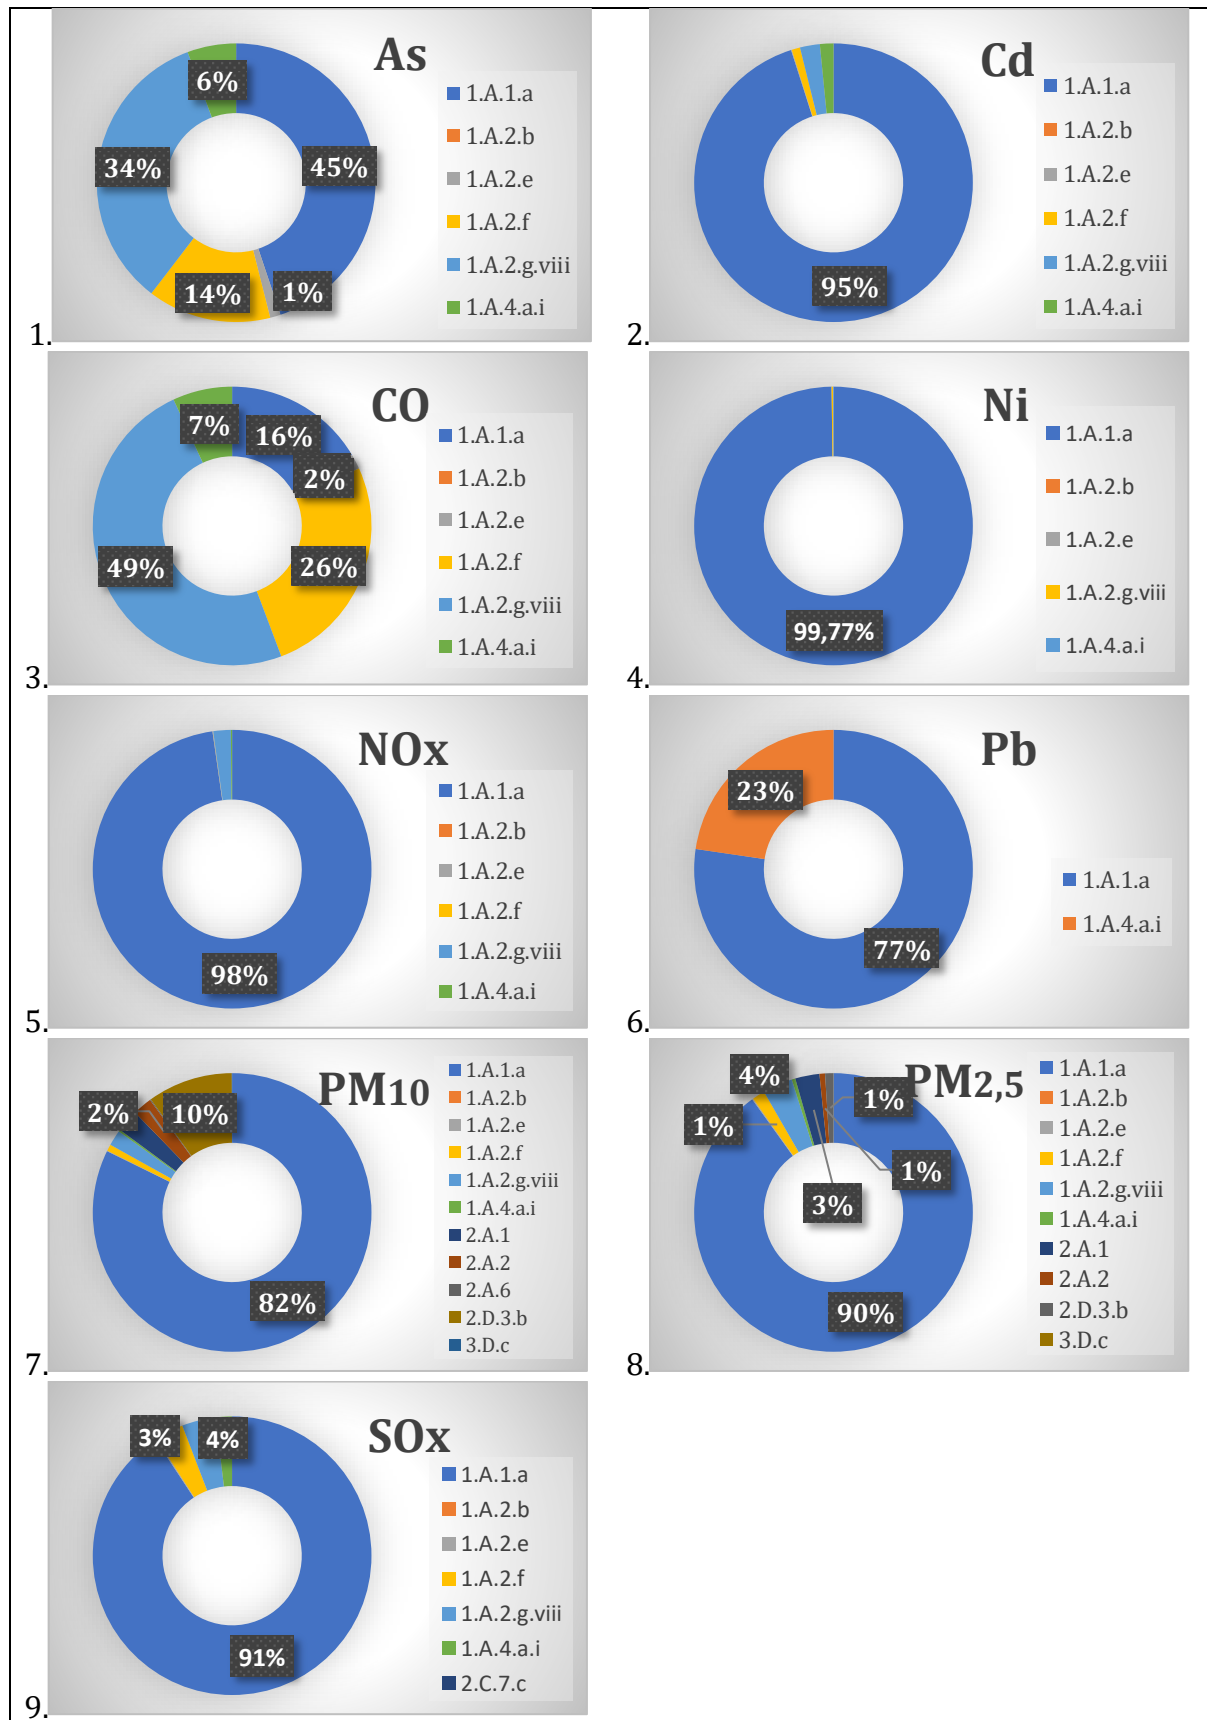 As
6%
34%
45%
14%
1%
1.A.1.a
1.A.2.b
1.A.2.e
1.A.2.f
1.A.2.g.viii
1.A.4.a.i
1.
Cd
95%
1.A.1.a
1.A.2.b
1.A.2.e
1.A.2.f
1.A.2.g.viii
1.A.4.a.i
2.
CO
7%
16%
2%
49%
26%
1.A.1.a
1.A.2.b
1.A.2.e
1.A.2.f
1.A.2.g.viii
1.A.4.a.i
3.
Ni
99,77%
1.A.1.a
1.A.2.b
1.A.2.e
1.A.2.g.viii
1.A.4.a.i
4.
NOx
98%
1.A.1.a
1.A.2.b
1.A.2.e
1.A.2.f
1.A.2.g.viii
1.A.4.a.i
5.
Pb
23%
77%
1.A.1.a
1.A.4.a.i
6.
PM10
2%
10%
82%
1.A.1.a
1.A.2.b
1.A.2.e
1.A.2.f
1.A.2.g.viii
1.A.4.a.i
2.A.1
2.A.2
2.A.6
2.D.3.b
3.D.c
7.
PM2,5
4%
1%
1%
1%
3%
90%
1.A.1.a
1.A.2.b
1.A.2.e
1.A.2.f
1.A.2.g.viii
1.A.4.a.i
2.A.1
2.A.2
2.D.3.b
3.D.c
8.
SOx
3%
4%
91%
1.A.1.a
1.A.2.b
1.A.2.e
1.A.2.f
1.A.2.g.viii
1.A.4.a.i
2.C.7.c
9.